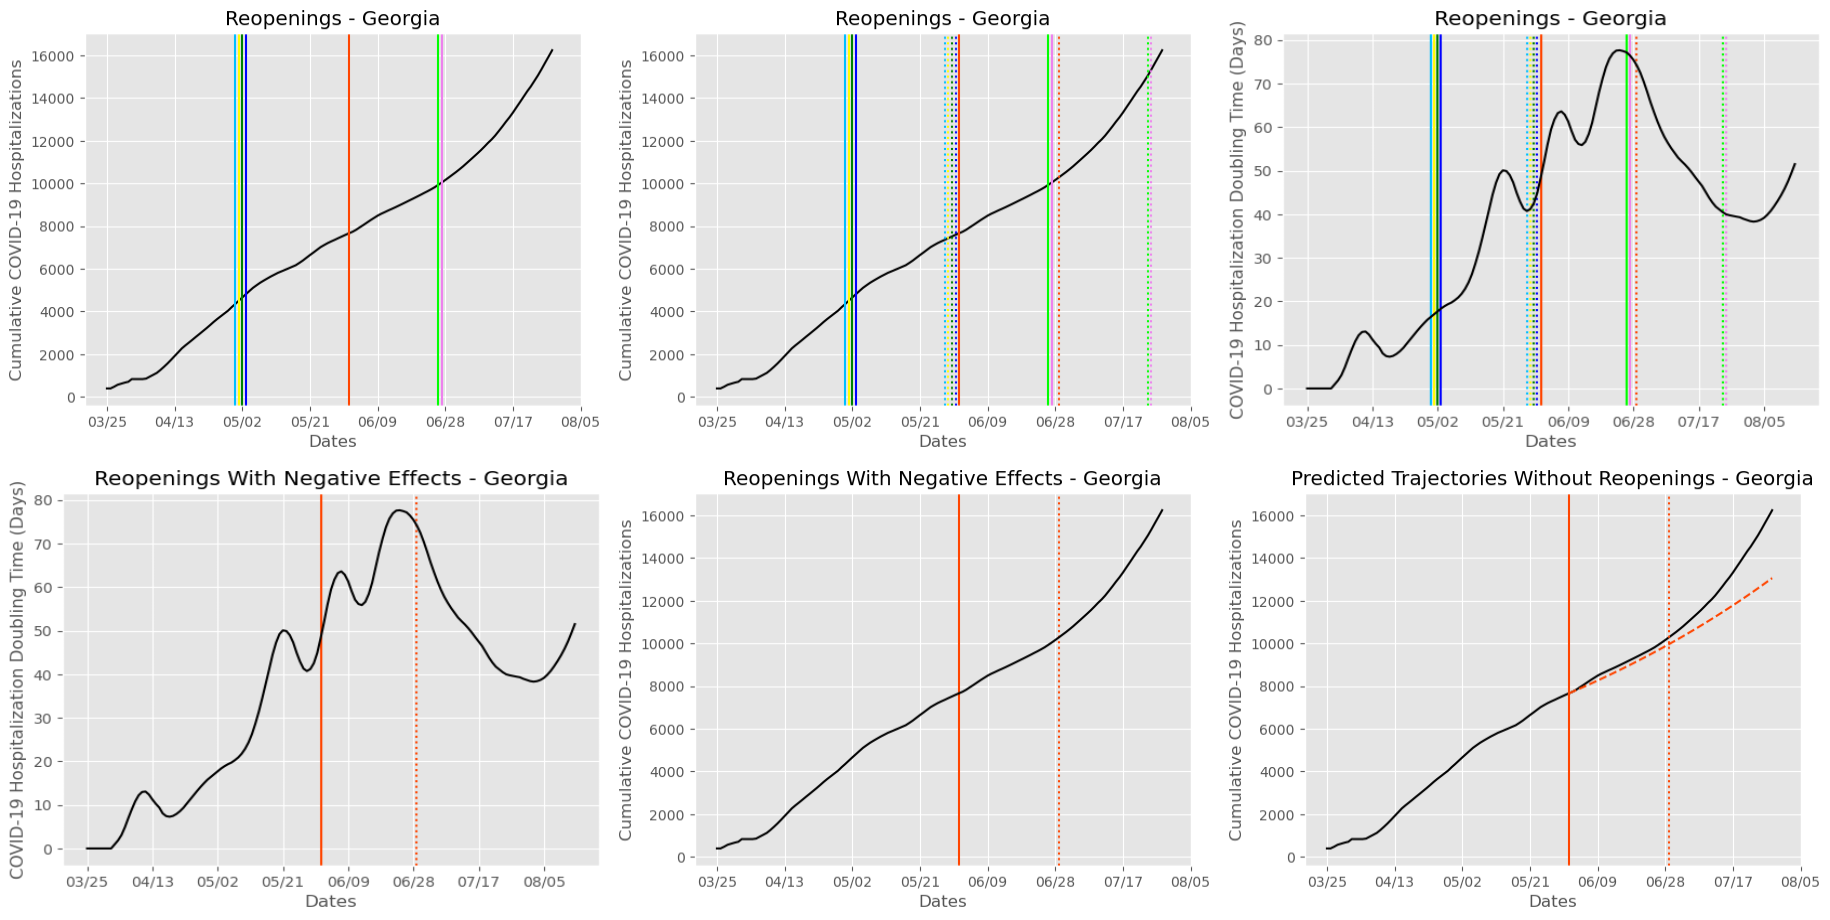 Reopenings - Georgia
Cumulative COVID-19 Hospitalizations
16000
14000
12000
10000
8000
6000
4000
2000
0
03/25 04/13 05/02 05/21 06/09 06/28 07/17 08/05
Dates
Reopenings - Georgia
Cumulative COVID-19 Hospitalizations
16000
14000
12000
10000
8000
6000
4000
2000
0
03/25 04/13 05/02 05/21 06/09 06/28 07/17 08/05
Dates
Reopenings - Georgia
COVID-19 Hospitalization Doubling Time (Days)
80
70
60
50
40
30
20
10
0
03/25 04/13 05/02 05/21 06/09 06/28 07/17 08/05
Dates
Reopenings With Negative Effects - Georgia
COVID-19 Hospitalization Doubling Time (Days)
80
70
60
50
40
30
20
10
0
03/25 04/13 05/02 05/21 06/09 06/28 07/17 08/05
Dates
Reopenings With Negative Effects - Georgia
Cumulative COVID-19 Hospitalizations
16000
14000
12000
10000
8000
6000
4000
2000
0
03/25 04/13 05/02 05/21 06/09 06/28 07/17 08/05
Dates
Predicted Trajectories Without Reopenings - Georgia
Cumulative COVID-19 Hospitalizations
16000
14000
12000
10000
8000
6000
4000
2000
0
03/25 04/13 05/02 05/21 06/09 06/28 07/17 08/05
Dates